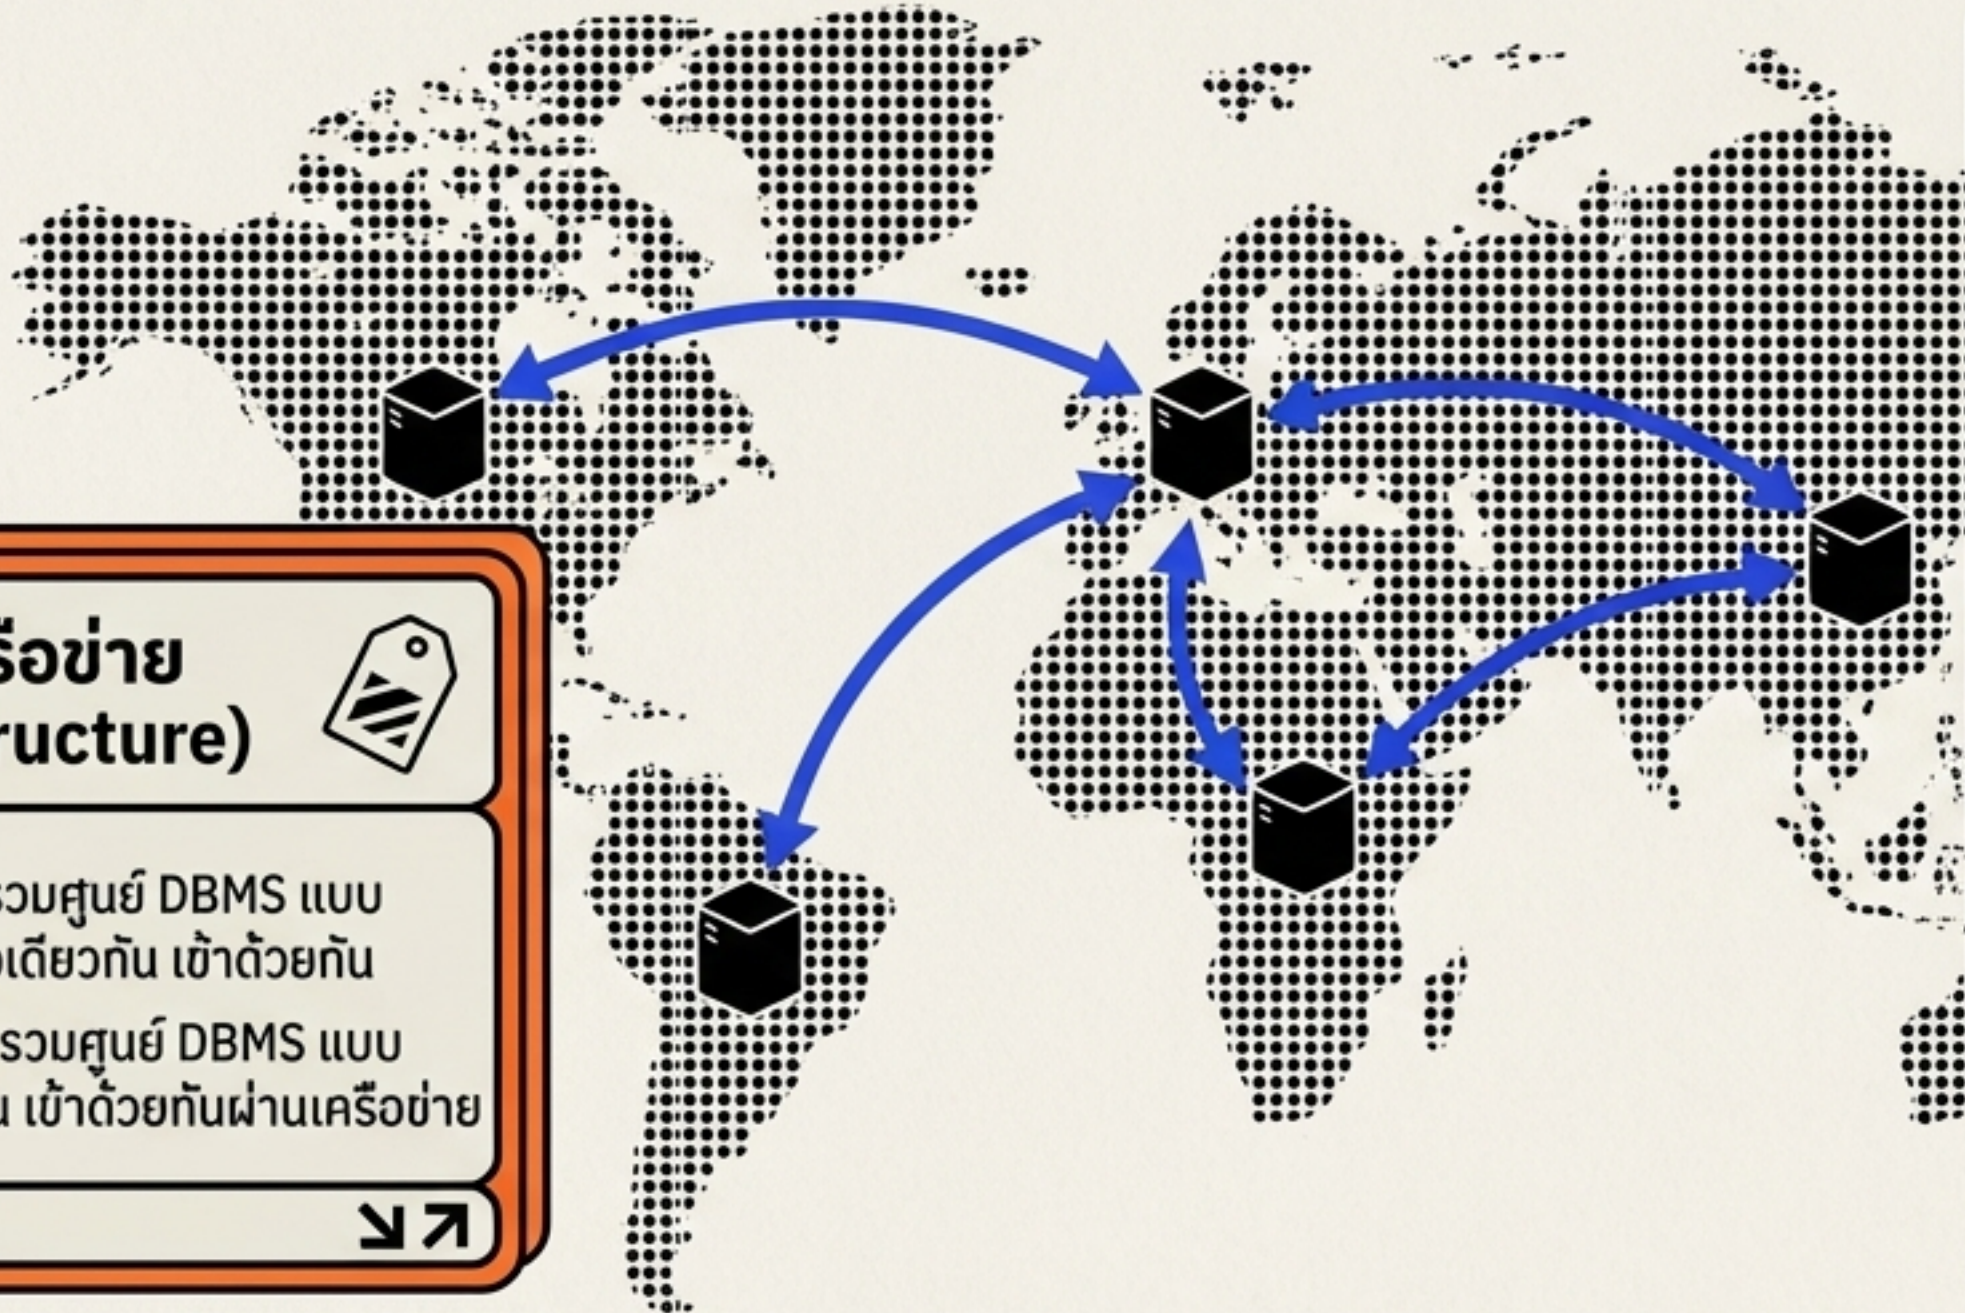 รือข่าย
ructure)
รวมศูนย์ DBMS แบบ
เดียวกัน เข้าด้วยกัน
รวมศูนย์ DBMS แบบ
น เข้าด้วยทันผ่านเครือข่าย